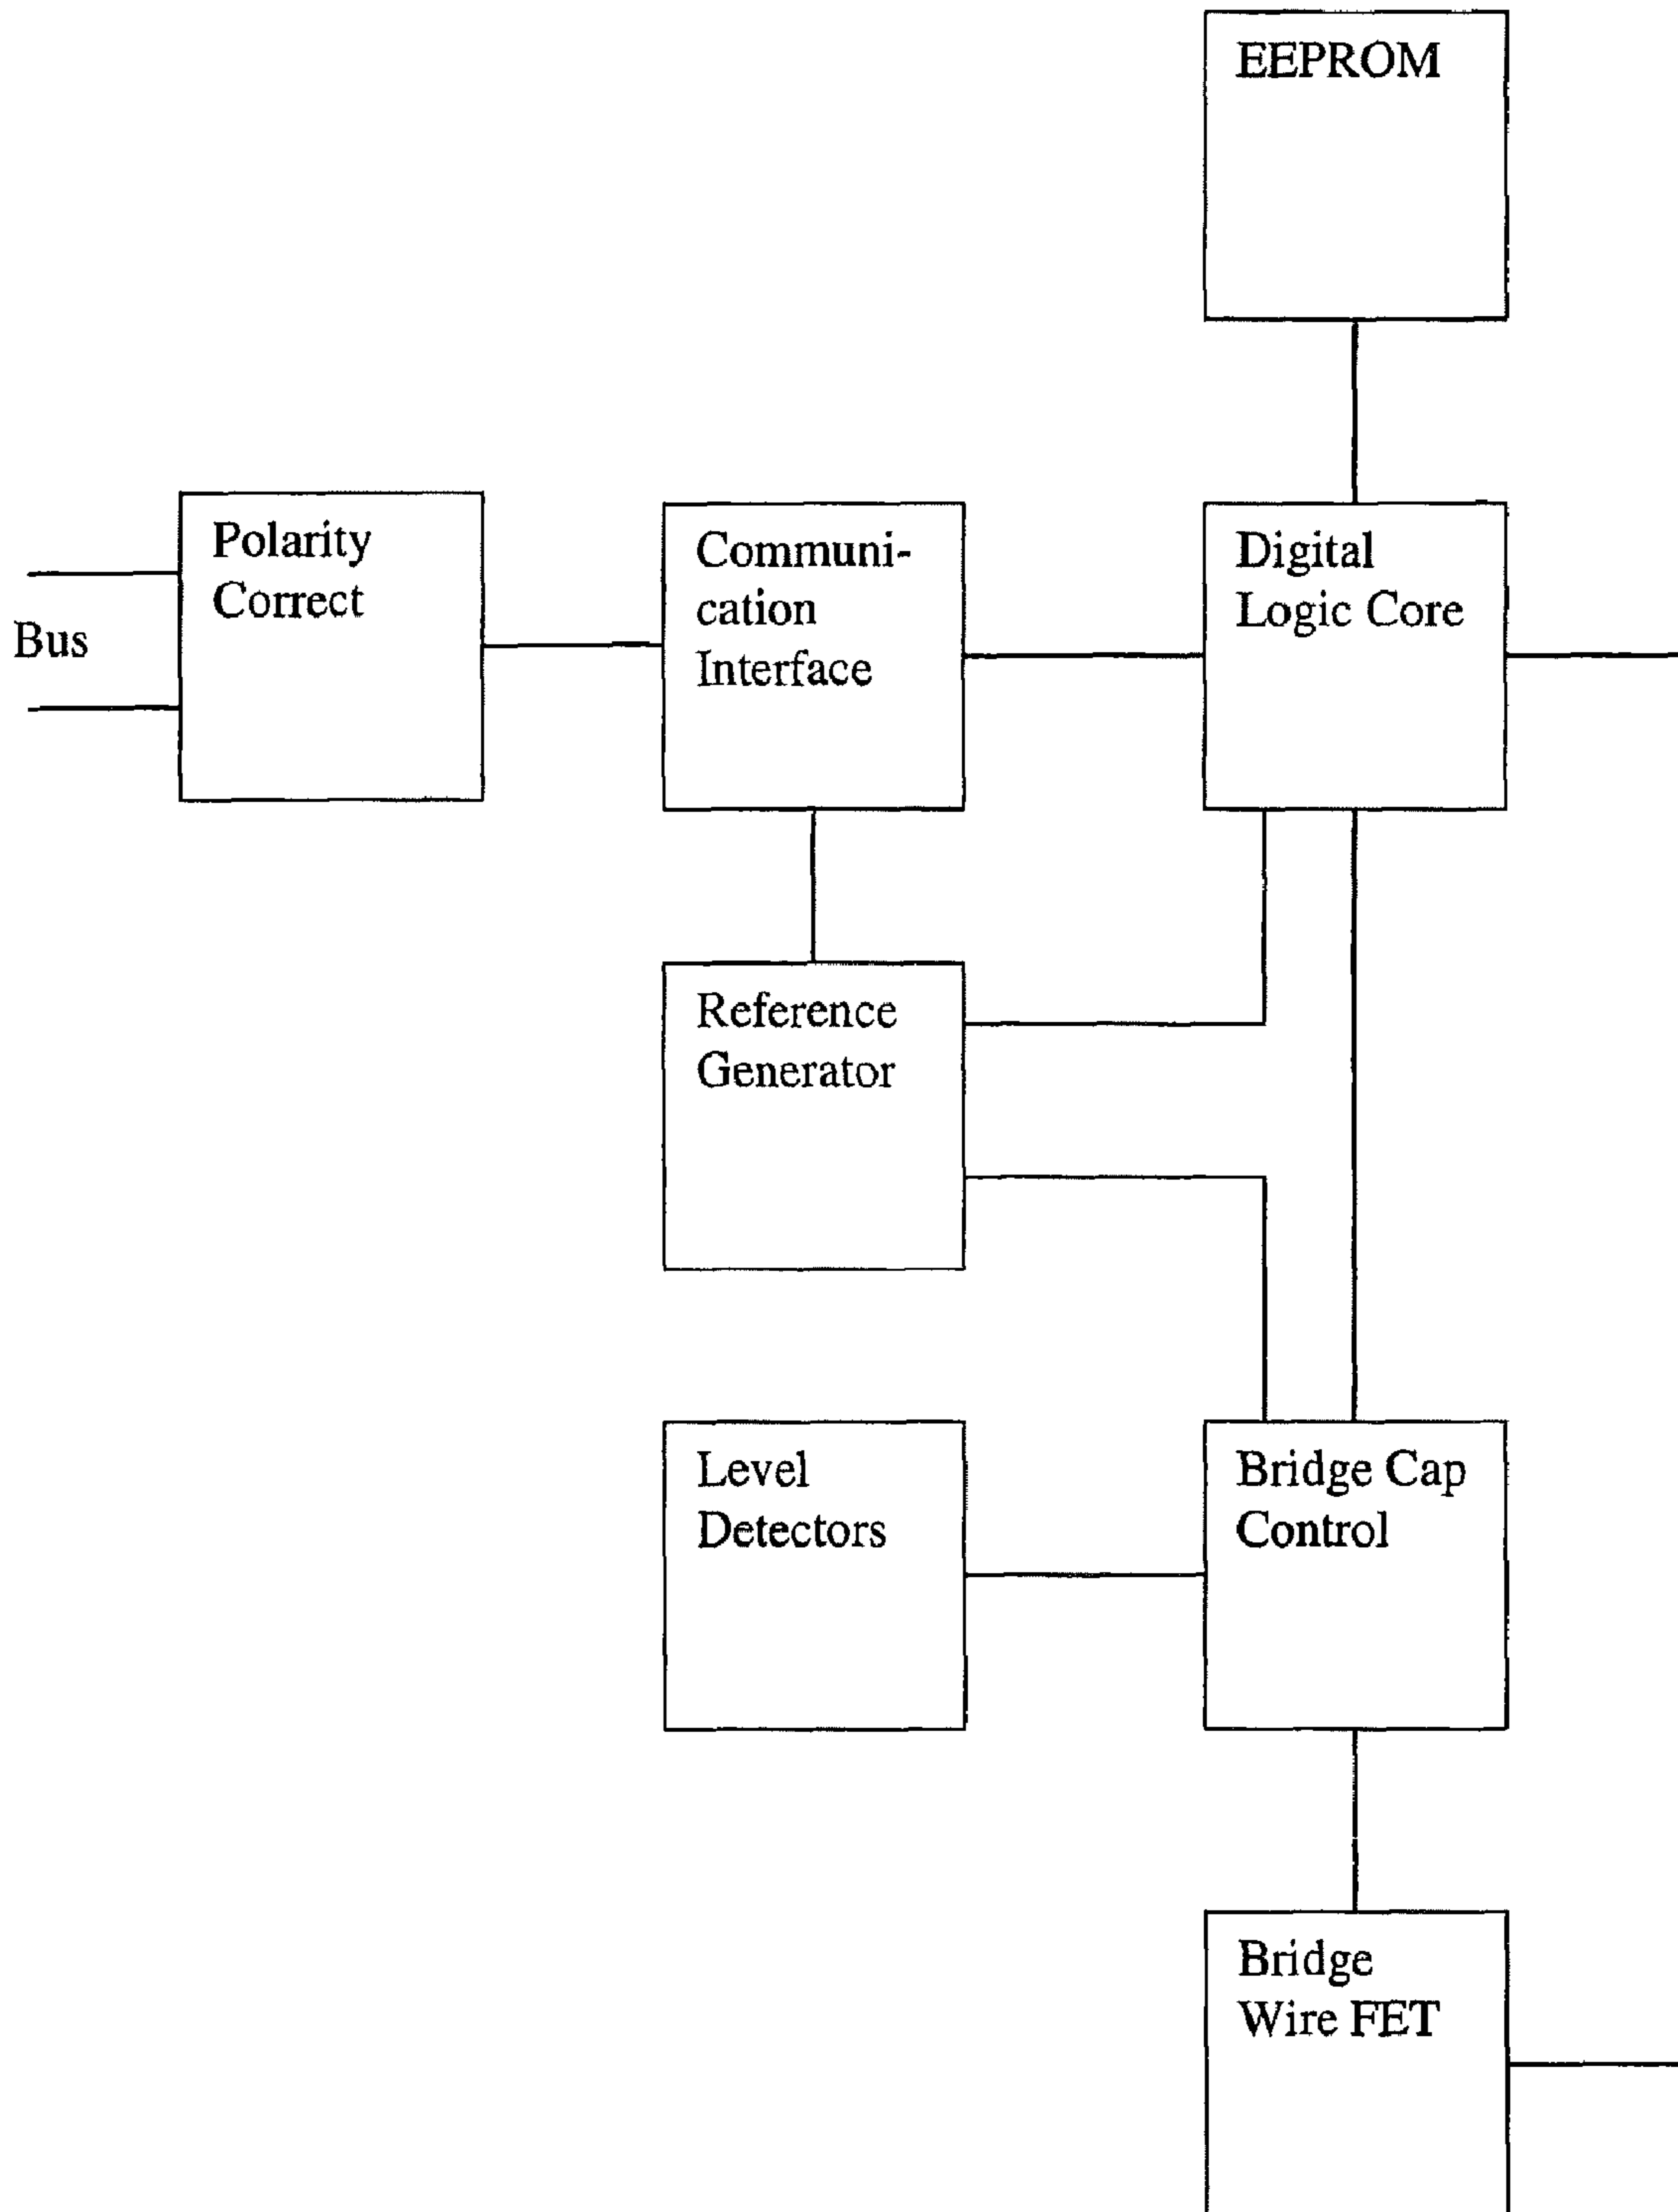 EEPROM
Polarity
Correct
Bus
Communi-
cation
Interface
Digital
Logic Core
Reference
Generator
Level
Detectors
Bridge Cap
Control
Bridge
Wire FET